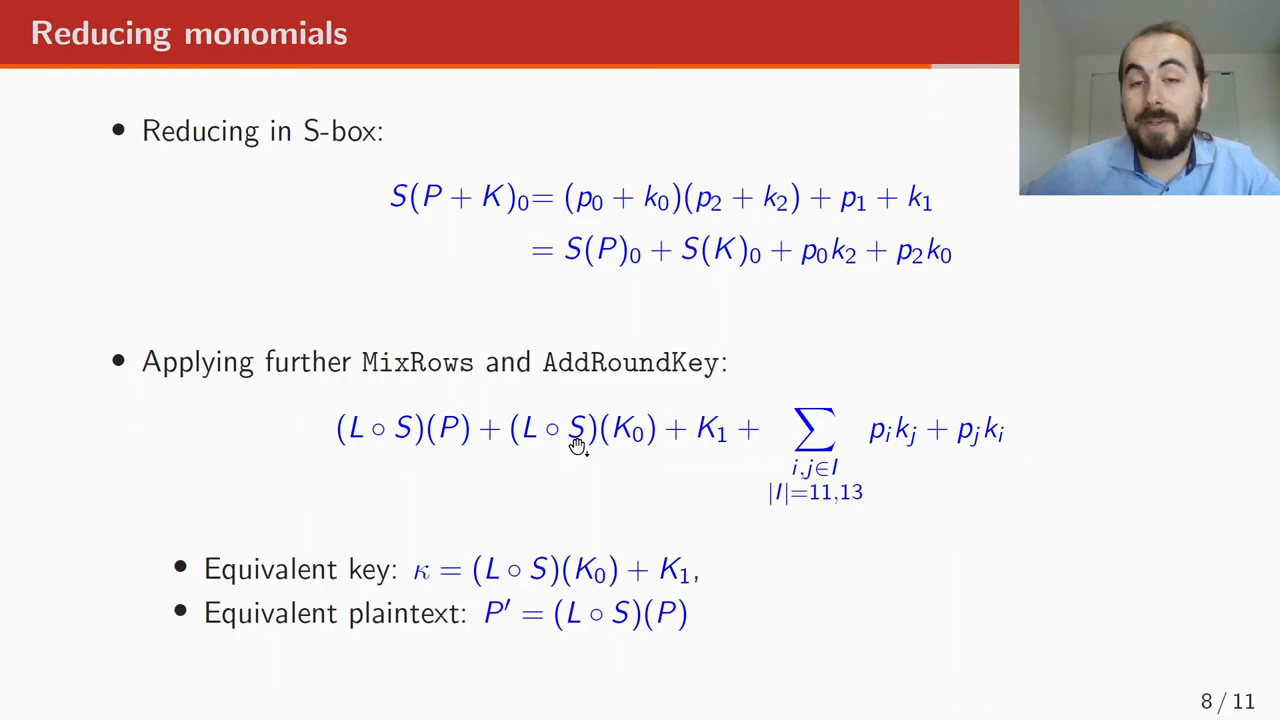 Reducing monomials
• Reducing in S-box:
S(P + K)₀= (p₀ + k₀)(p₂ + k₂) + p₁ + k₁
= S(P)₀ + S(K)₀ + p₀k₂ + p₂k₀
• Applying further MixRows and AddRoundKey:
(L ∘ S)(P) + (L ∘ S)(K₀) + K₁ + ∑ pᵢkⱼ + pⱼkᵢ
i,j∈I
|I|=11,13
• Equivalent key: κ = (L ∘ S)(K₀) + K₁,
• Equivalent plaintext: P′ = (L ∘ S)(P)
8 / 11